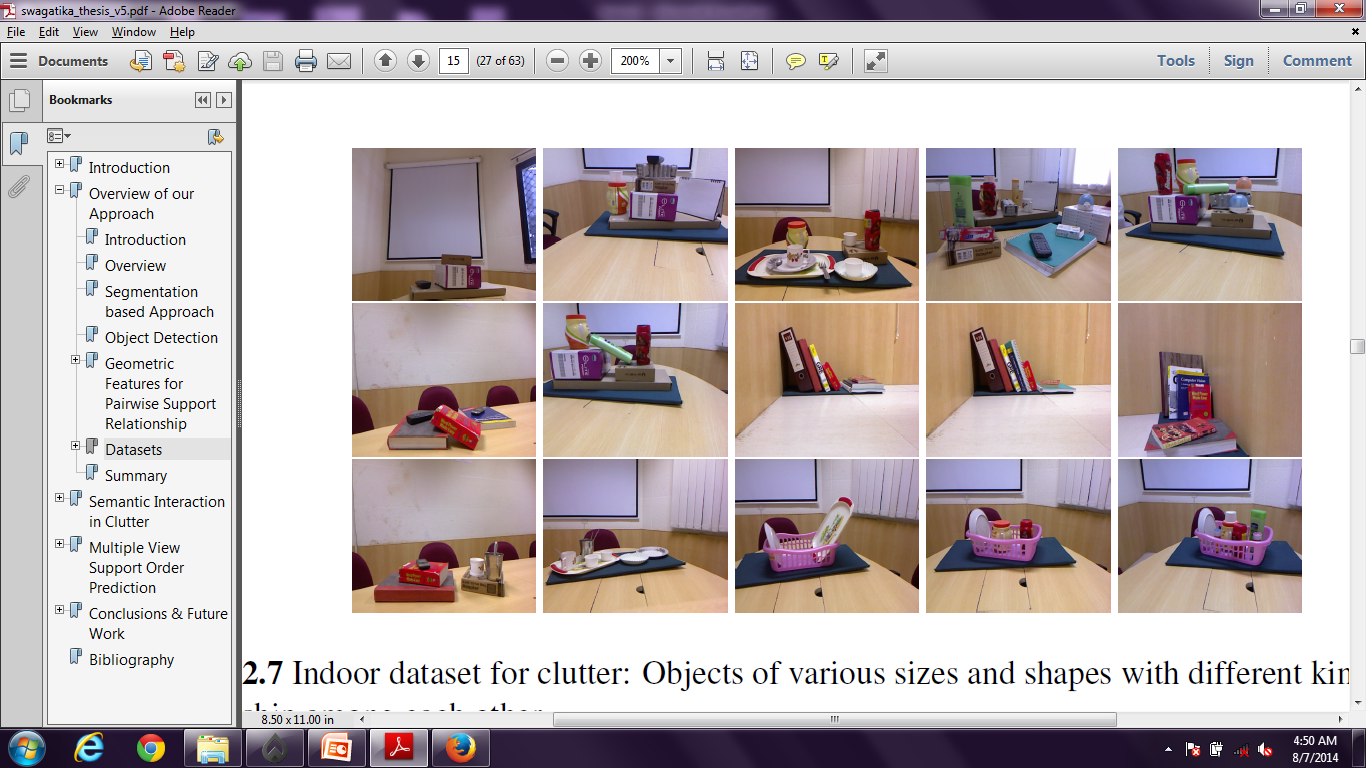 swagatika_thesis_v5.pdf - Adobe Reader
File Edit View Window Help
Documents
15 (27 of 63) 200% Tools Sign Comment
Bookmarks
Introduction
Overview of our
Approach
Introduction
Overview
Segmentation
based Approach
Object Detection
Geometric
Features for
Pairwise Support
Relationship
Datasets
Summary
Semantic Interaction
in Clutter
Multiple View
Support Order
Prediction
Conclusions & Future
Work
Bibliography
2.7 Indoor dataset for clutter: Objects of various sizes and shapes with different kin
ship among each other
8.50 x 11.00 in
4:50 AM
8/7/2014